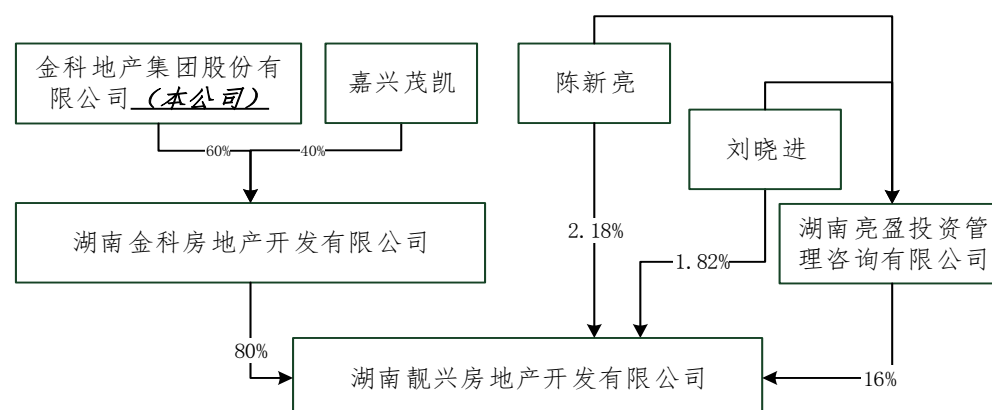 金科地产集团股份有
限公司（本公司）
嘉兴茂凯
陈新亮
刘晓进
60%
40%
湖南金科房地产开发有限公司
2.18%
1.82%
湖南亮盈投资管
理咨询有限公司
80%
湖南靓兴房地产开发有限公司
16%